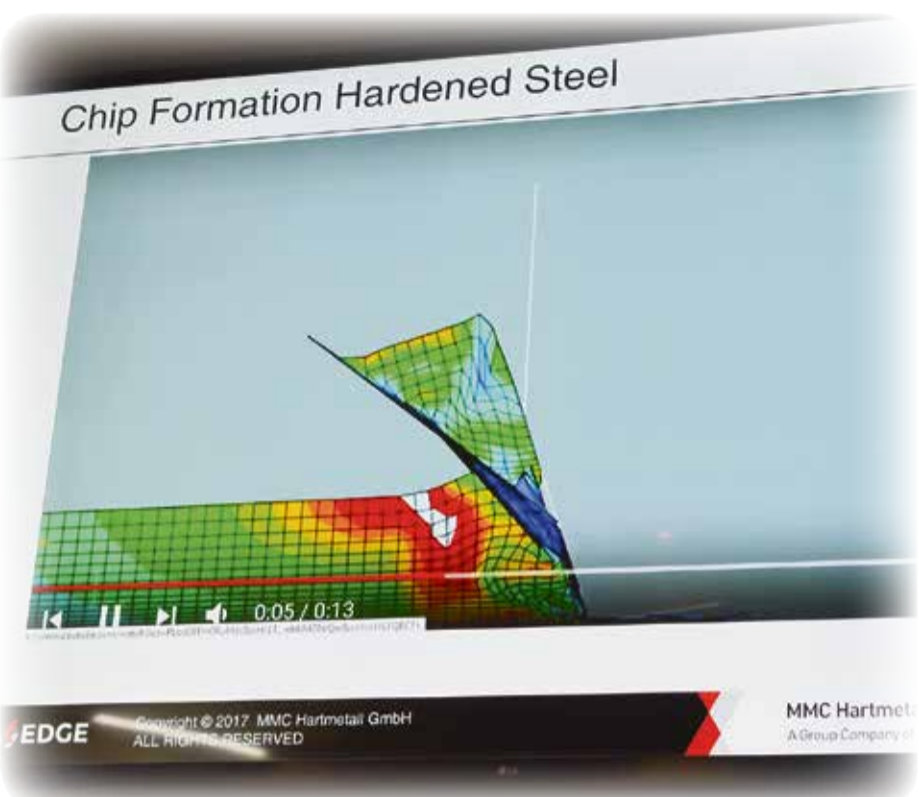 Chip Formation Hardened Steel
0:05 / 0:13
EDGE
Copyright © 2017 MMC Hartmetall GmbH
ALL RIGHTS RESERVED
MMC Hartmeta
A Group Company of